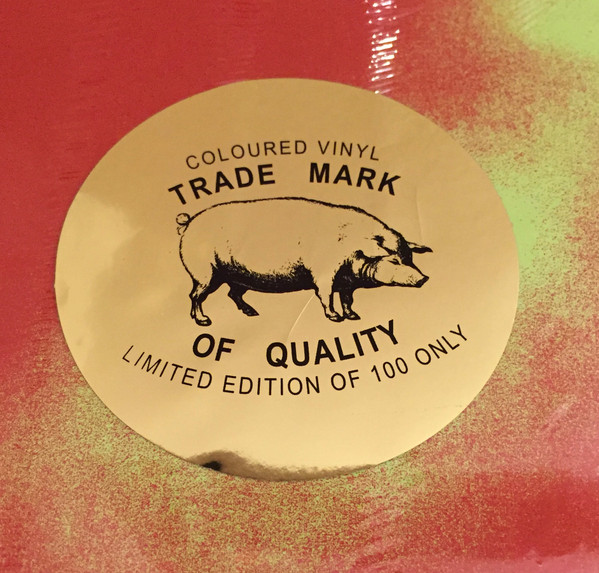 COLOURED VINYL
TRADE MARK
OF QUALITY
LIMITED EDITION OF 100 ONLY